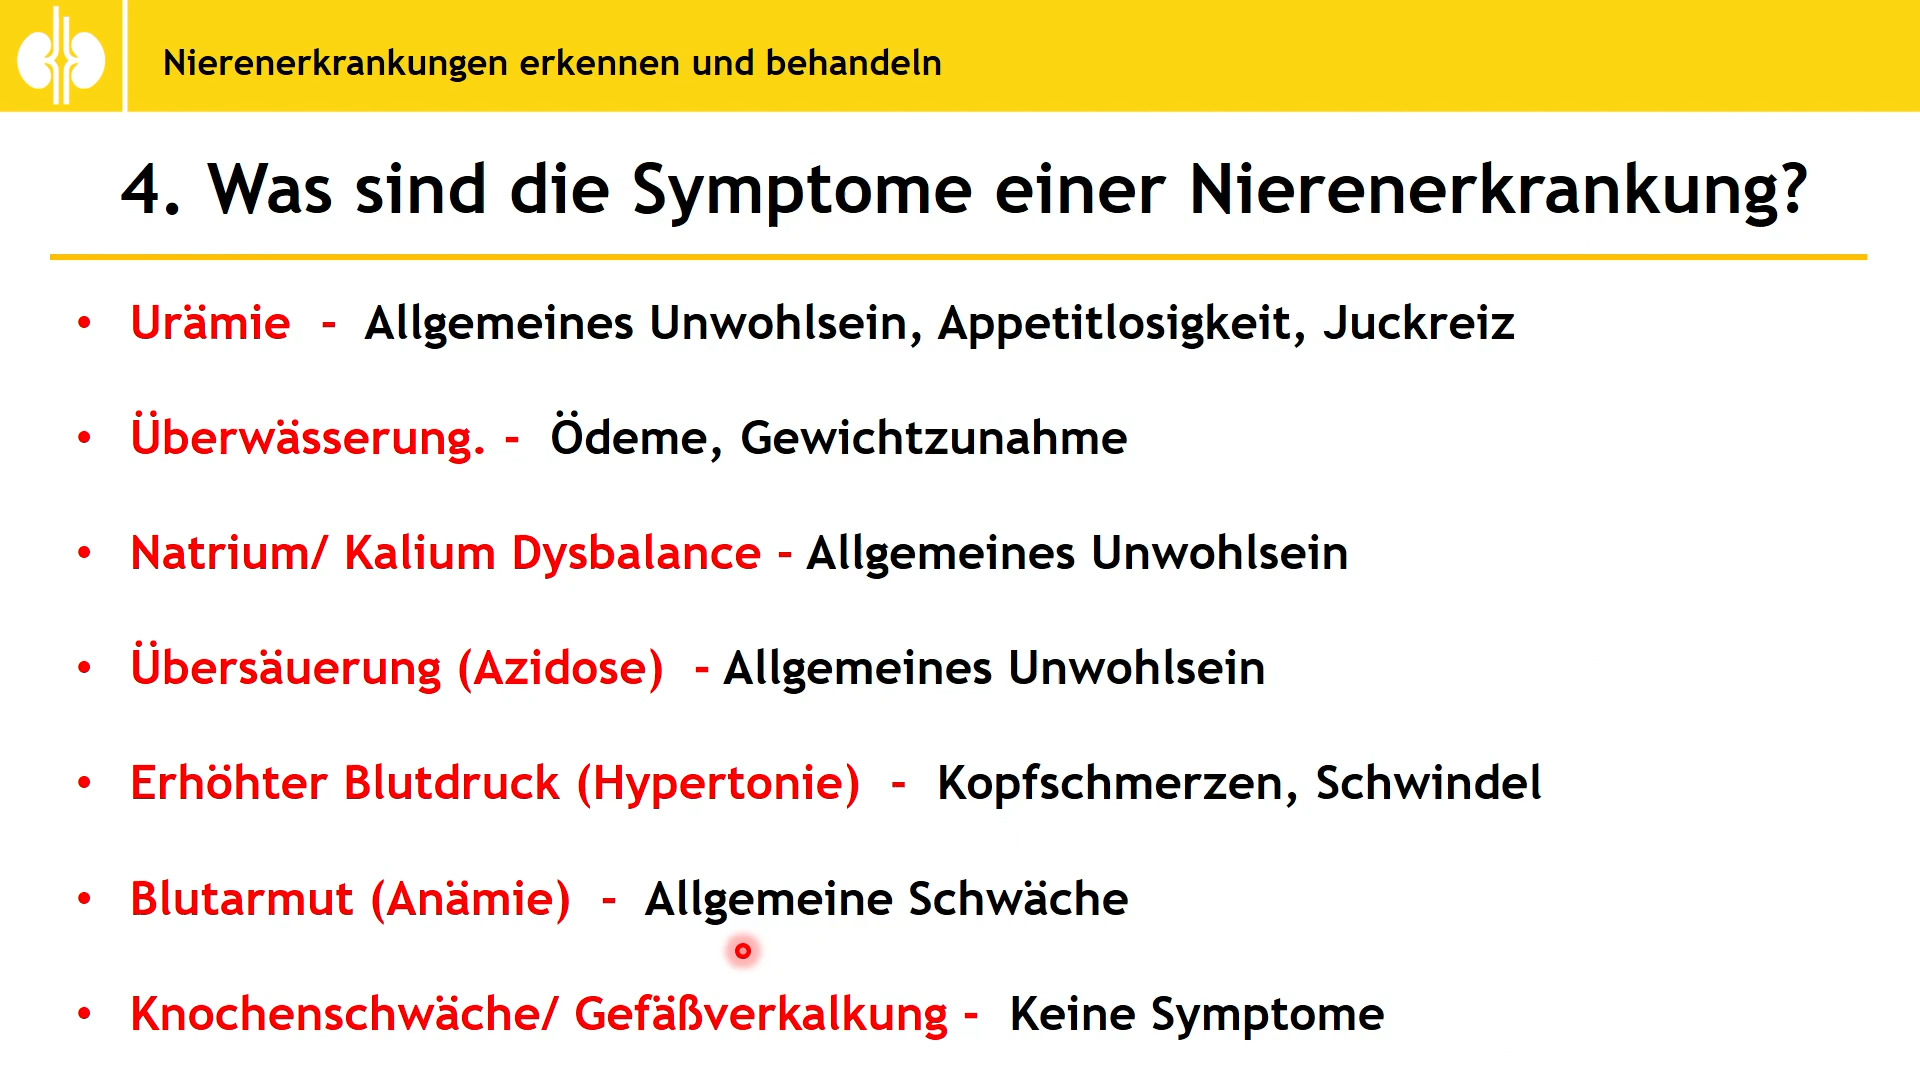 Nierenerkrankungen erkennen und behandeln
4. Was sind die Symptome einer Nierenerkrankung?
• Urämie - Allgemeines Unwohlsein, Appetitlosigkeit, Juckreiz
• Überwässerung. - Ödeme, Gewichtzunahme
• Natrium/ Kalium Dysbalance - Allgemeines Unwohlsein
• Übersäuerung (Azidose) - Allgemeines Unwohlsein
• Erhöhter Blutdruck (Hypertonie) - Kopfschmerzen, Schwindel
• Blutarmut (Anämie) - Allgemeine Schwäche
• Knochenschwäche/ Gefäßverkalkung - Keine Symptome